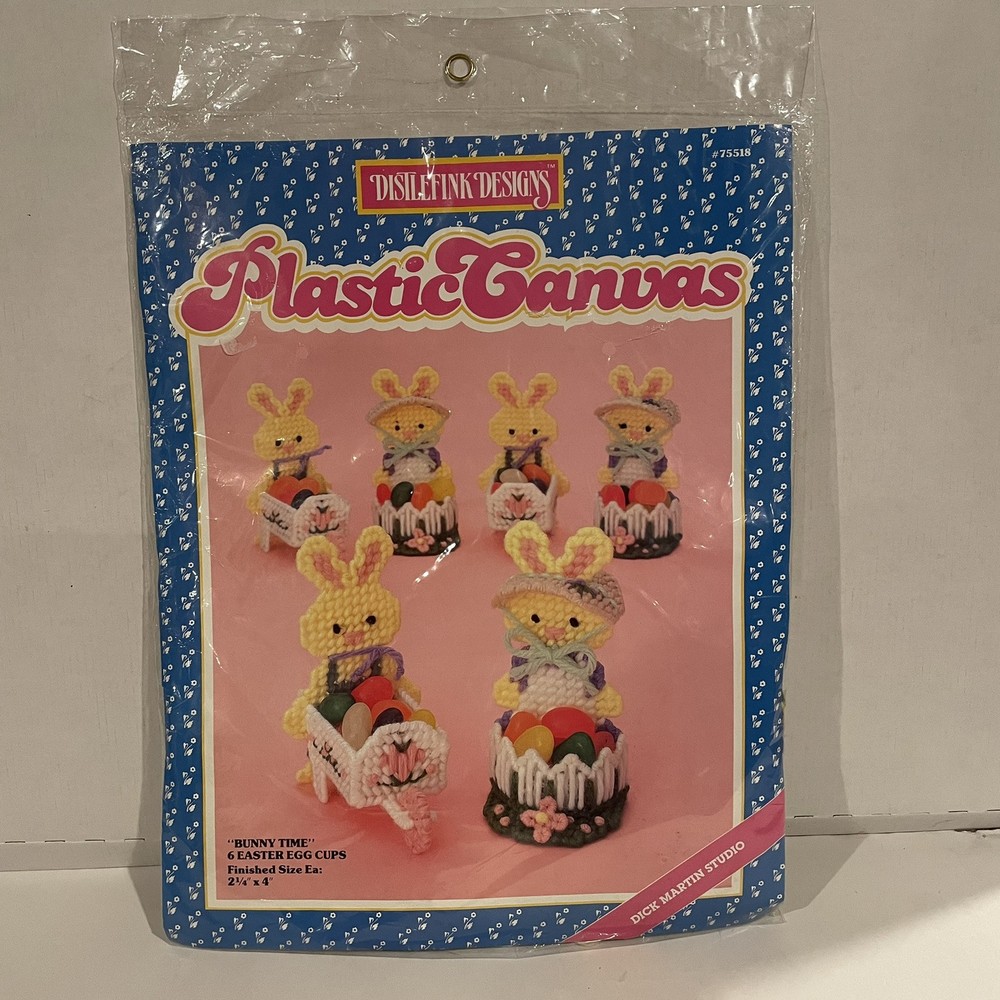 #75518
DISTLEFINK DESIGNS™
Plastic Canvas
"BUNNY TIME"
6 EASTER EGG CUPS
Finished Size Ea:
2¼" x 4"
DICK MARTIN STUDIO